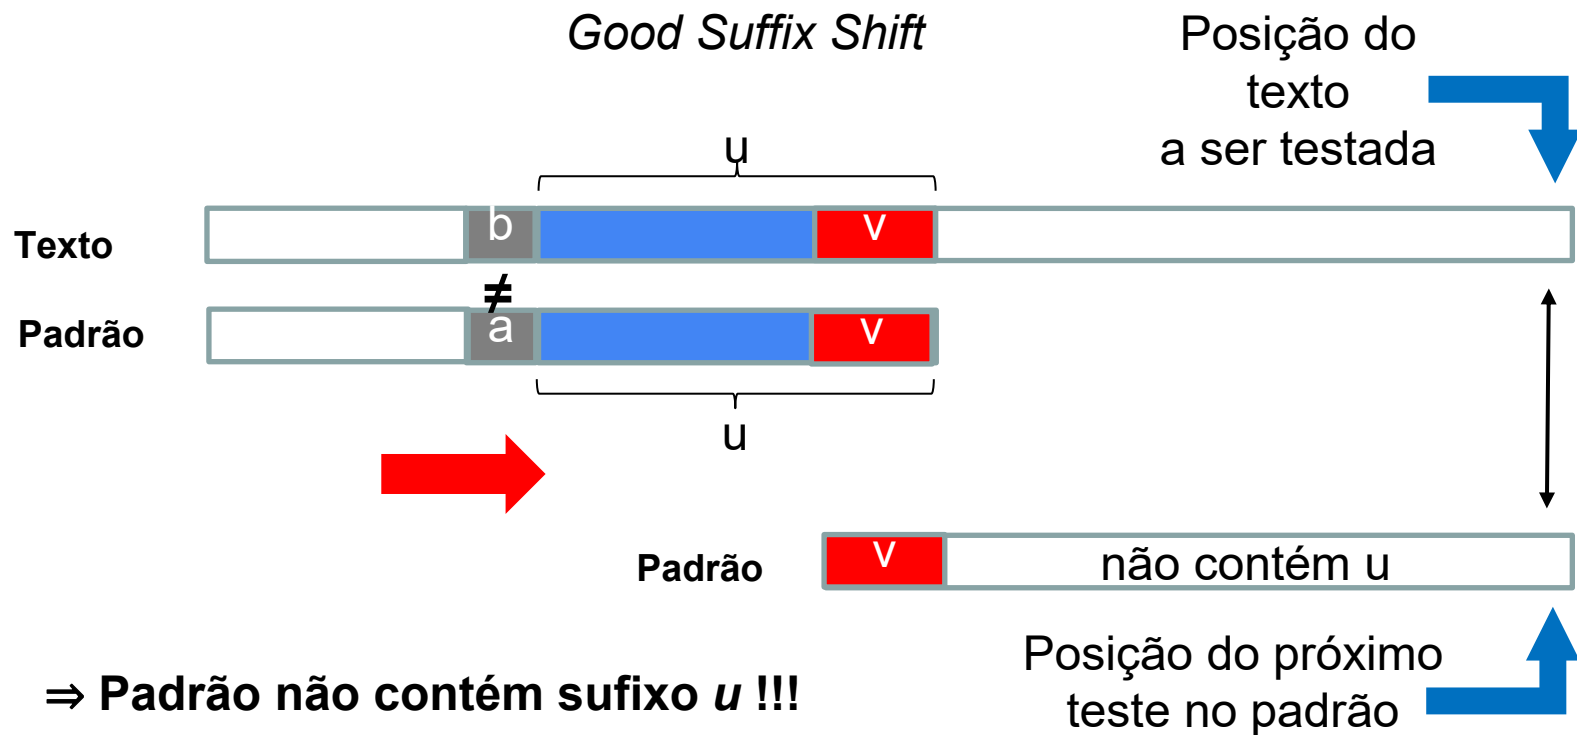 Good Suffix Shift
Posição do
texto
a ser testada
u
Texto
b
v
≠
Padrão
a
v
u
Padrão
v
não contém u
⇒ Padrão não contém sufixo u !!!
Posição do próximo
teste no padrão